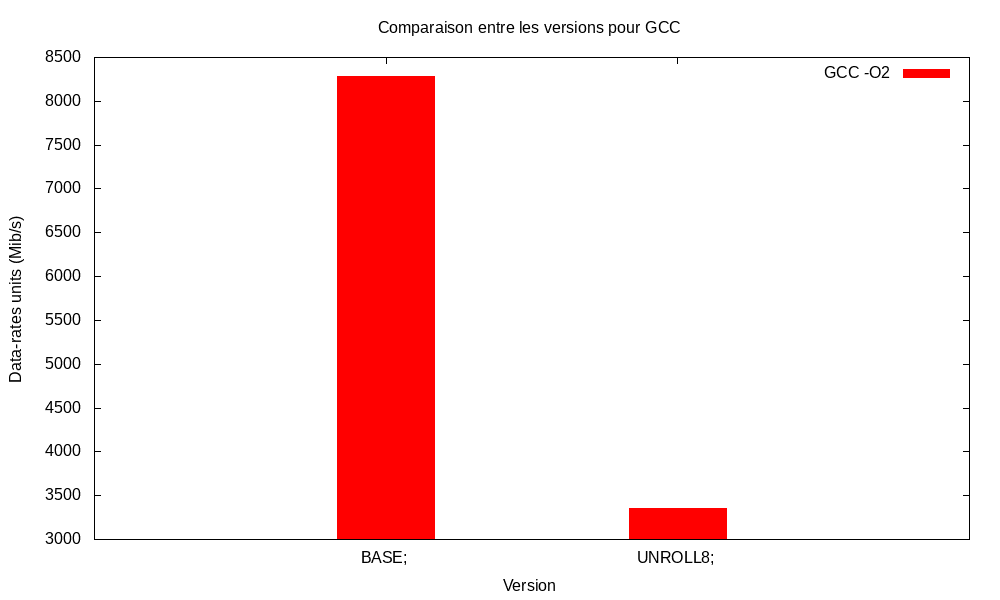 Comparaison entre les versions pour GCC
GCC -O2
8500
8000
7500
7000
6500
6000
5500
5000
4500
4000
3500
3000
Data-rates units (Mib/s)
BASE;
UNROLL8;
Version